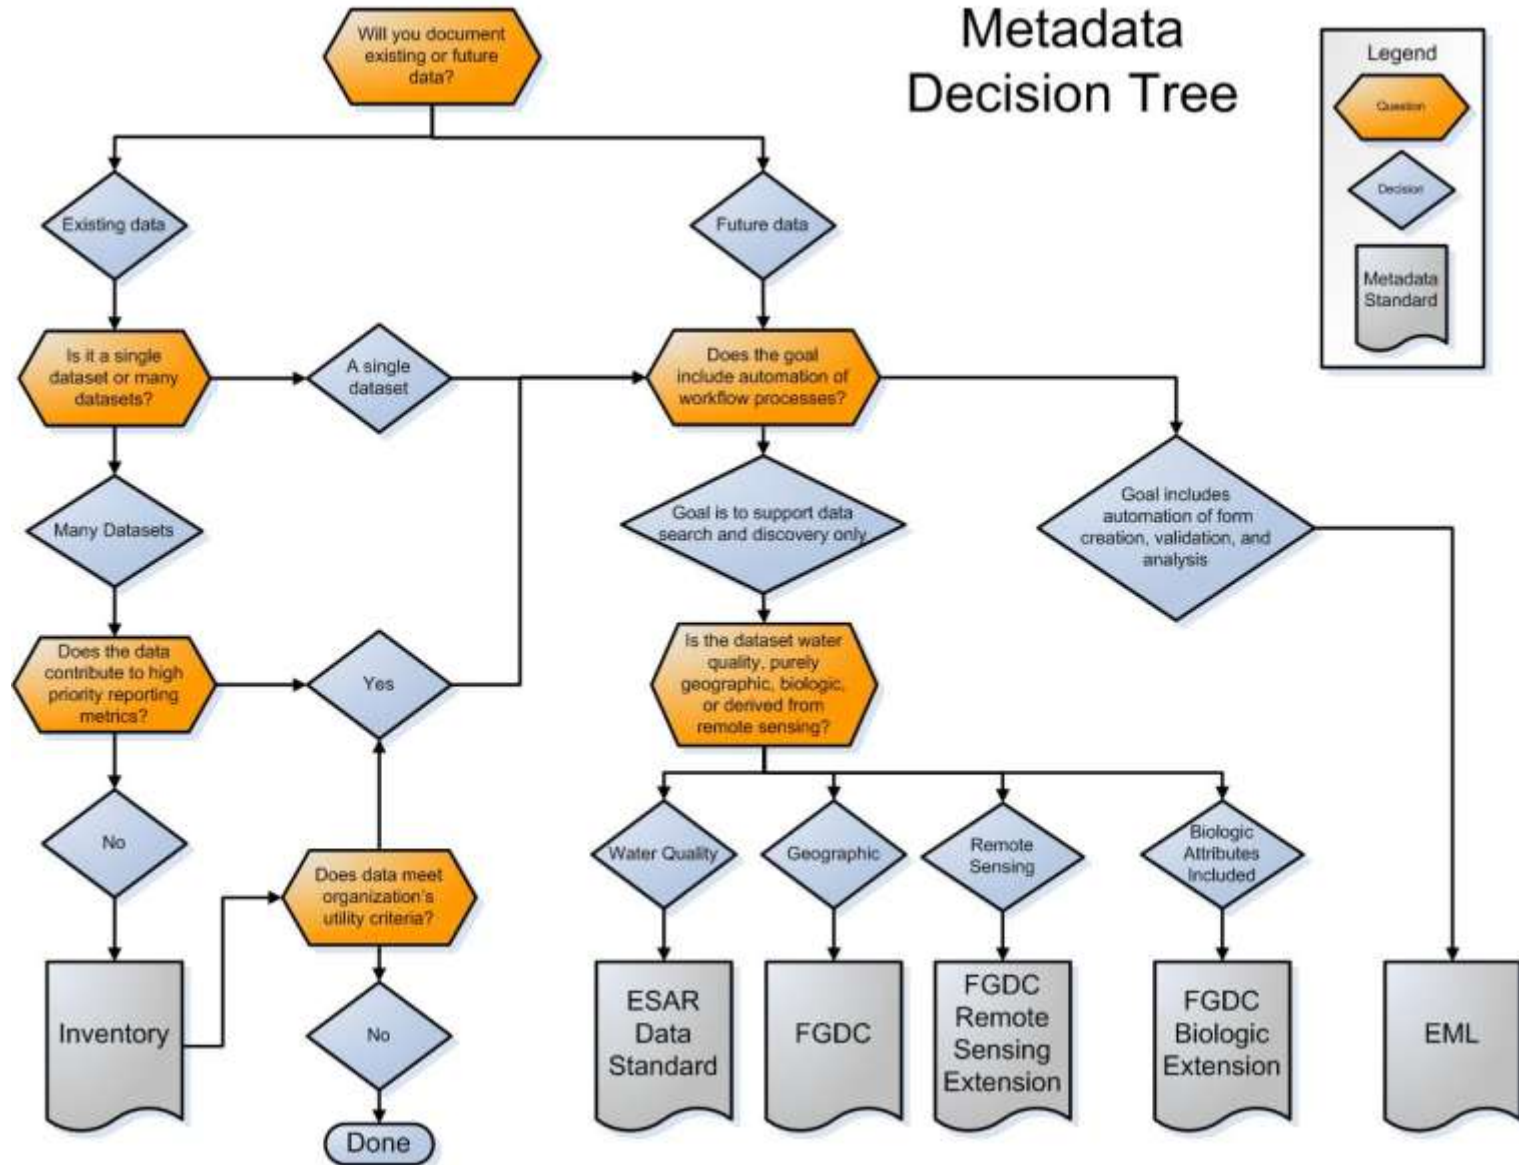 Metadata
Decision Tree
Legend
Question
Decision
Metadata
Standard
Will you document
existing or future
data?
Existing data
Future data
Is it a single
dataset or many
datasets?
A single
dataset
Does the goal
include automation of
workflow processes?
Many Datasets
Goal is to support data
search and discovery only
Goal includes
automation of form
creation, validation, and
analysis
Does the data
contribute to high
priority reporting
metrics?
Yes
Is the dataset water
quality, purely
geographic, biologic,
or derived from
remote sensing?
No
Does data meet
organization's
utility criteria?
Water Quality
Geographic
Remote
Sensing
Biologic
Attributes
Included
Inventory
No
Done
ESAR
Data
Standard
FGDC
FGDC
Remote
Sensing
Extension
FGDC
Biologic
Extension
EML